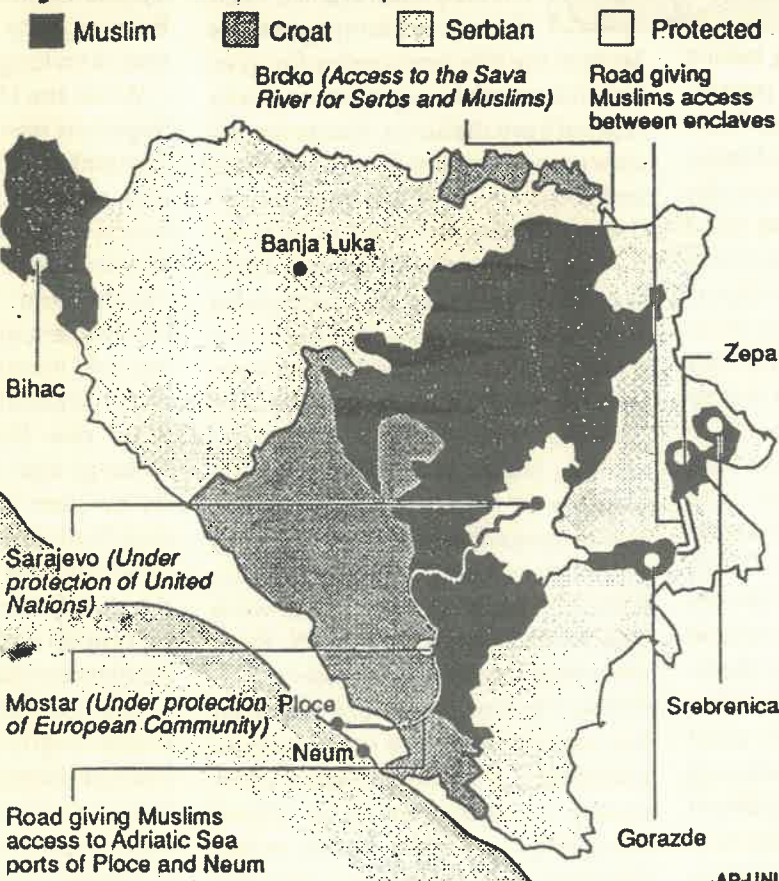 Muslim
Croat
Serbian
Protected
Brcko (Access to the Sava
River for Serbs and Muslims)
Road giving
Muslims access
between enclaves
Banja Luka
Bihac
Zepa
Sarajevo (Under
protection of United
Nations)
Mostar (Under protection
of European Community)
Ploce
Neum
Srebrenica
Road giving Muslims
access to Adriatic Sea
ports of Ploce and Neum
Gorazde